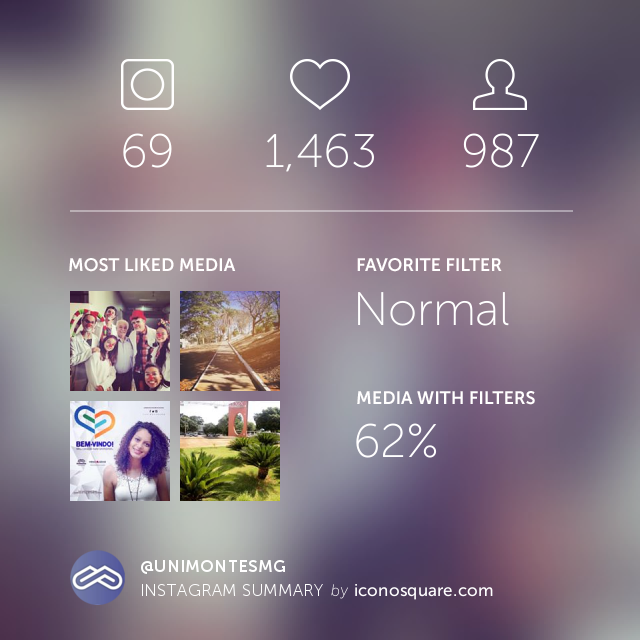 69
1,463
987
MOST LIKED MEDIA
FAVORITE FILTER
Normal
BEM-VINDO!
MEDIA WITH FILTERS
62%
@UNIMONTESMG
INSTAGRAM SUMMARY by iconosquare.com